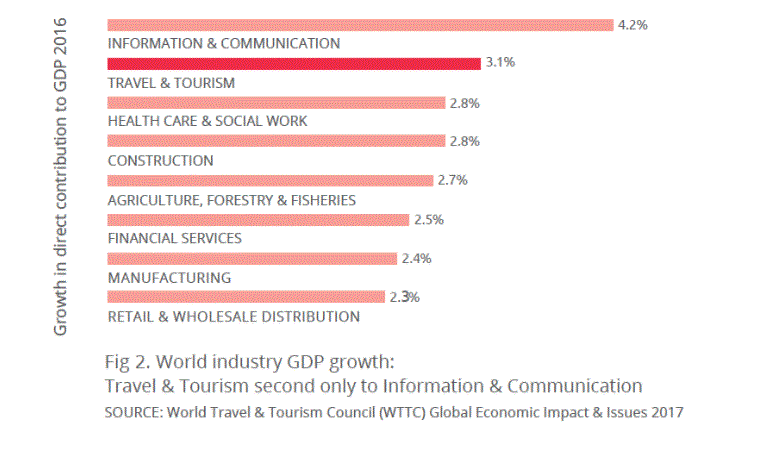 Growth in direct contribution to GDP 2016
4.2%
INFORMATION & COMMUNICATION
3.1%
TRAVEL & TOURISM
2.8%
HEALTH CARE & SOCIAL WORK
2.8%
CONSTRUCTION
2.7%
AGRICULTURE, FORESTRY & FISHERIES
2.5%
FINANCIAL SERVICES
2.4%
MANUFACTURING
2.3%
RETAIL & WHOLESALE DISTRIBUTION
Fig 2. World industry GDP growth:
Travel & Tourism second only to Information & Communication
SOURCE: World Travel & Tourism Council (WTTC) Global Economic Impact & Issues 2017